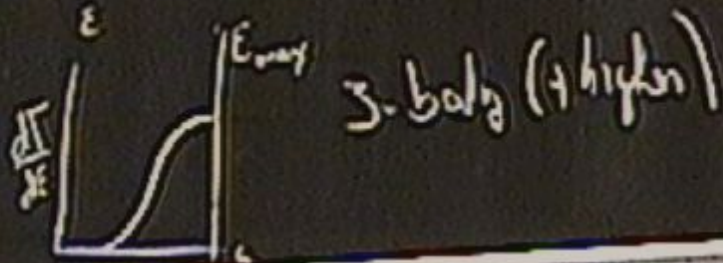 ε
E_max
3-body (+ higher)
dΓ
dE